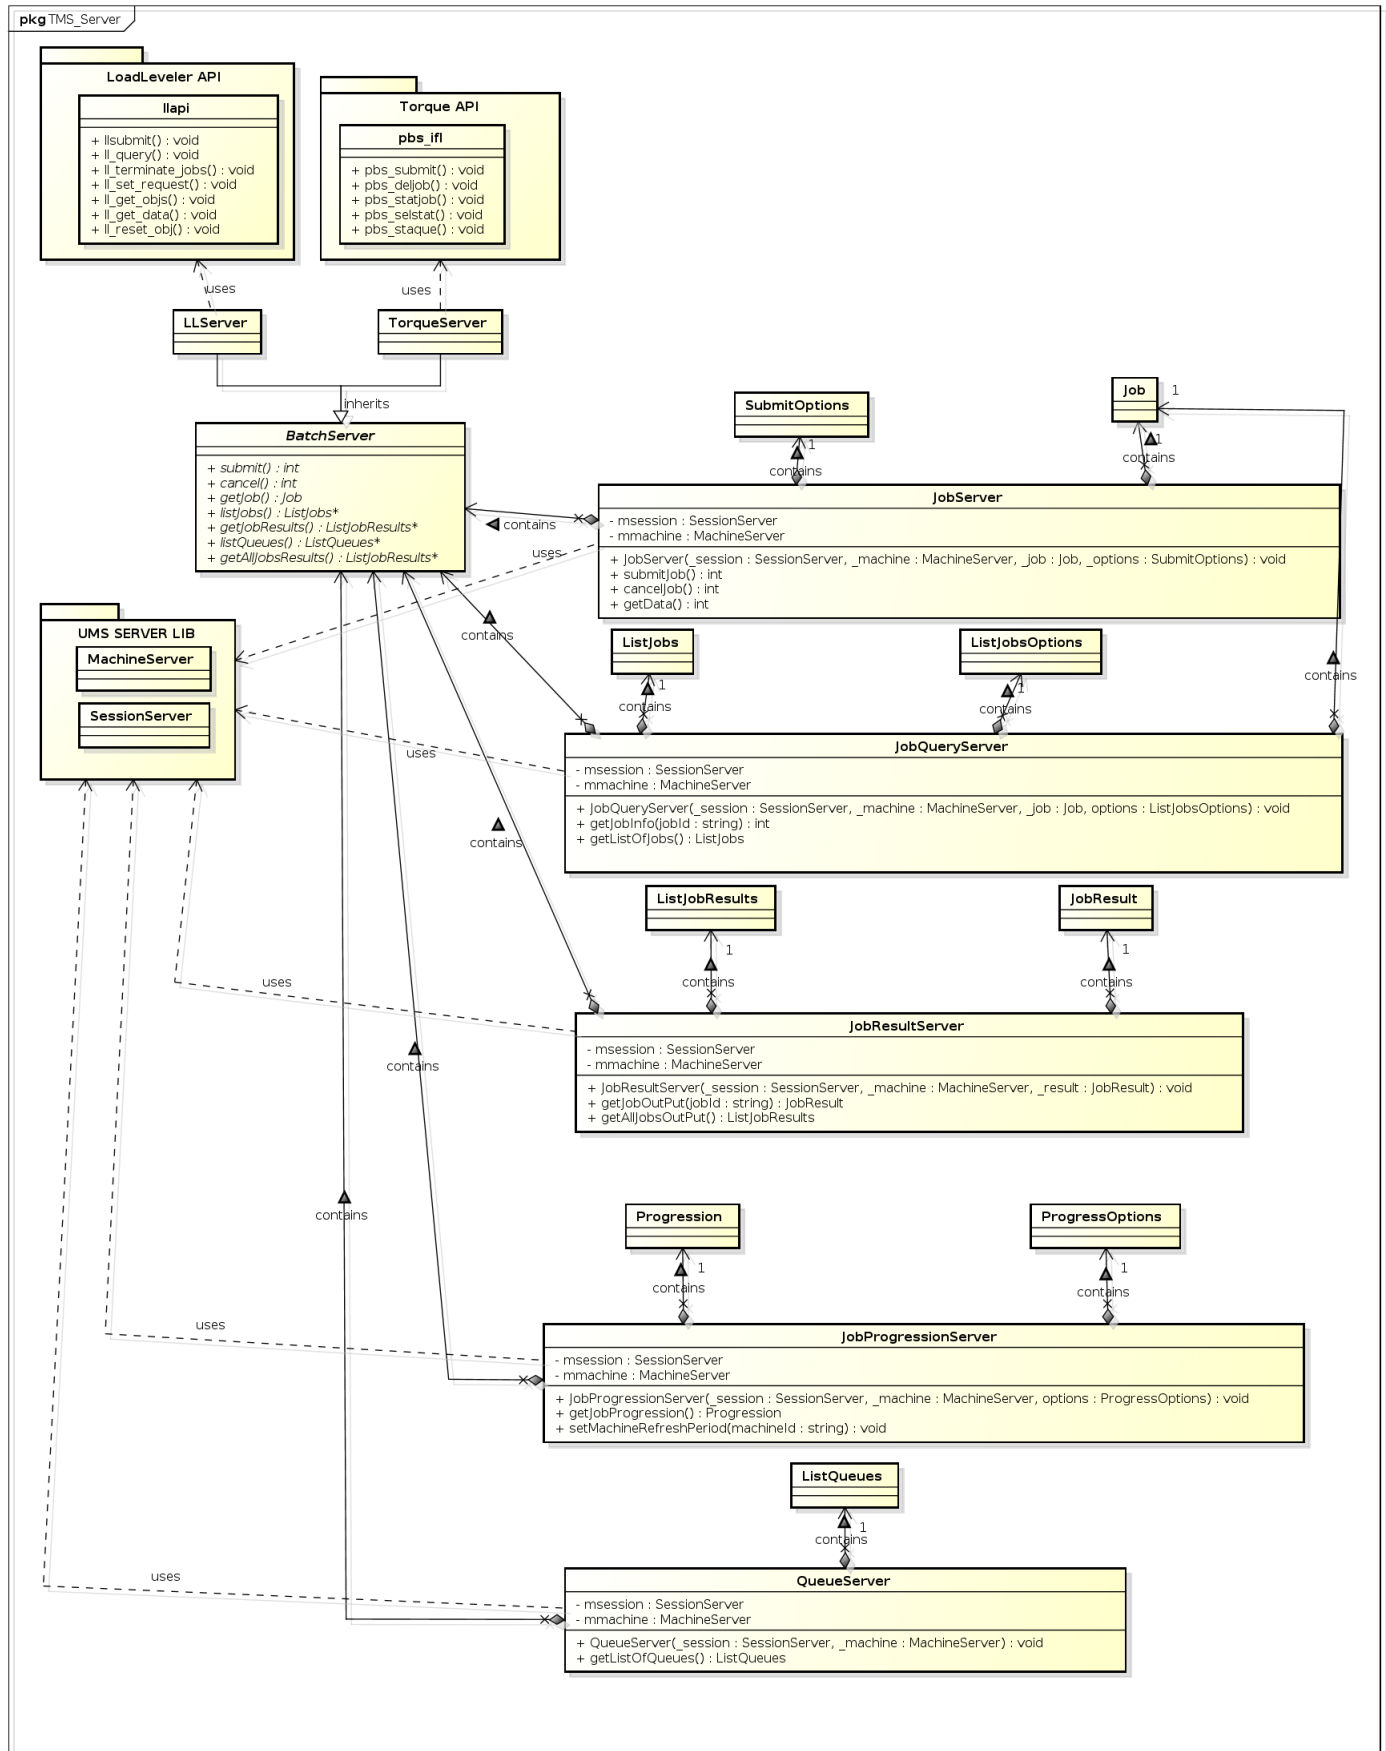 pkg TMS_Server
LoadLeveler API
llapi
+ llsubmit() : void
+ ll_query() : void
+ ll_terminate_jobs() : void
+ ll_set_request() : void
+ ll_get_objs() : void
+ ll_get_data() : void
+ ll_reset_obj() : void
Torque API
pbs_ifl
+ pbs_submit() : void
+ pbs_deljob() : void
+ pbs_statjob() : void
+ pbs_selstat() : void
+ pbs_staque() : void
uses
uses
LLServer
TorqueServer
inherits
BatchServer
+ submit() : int
+ cancel() : int
+ getJob() : Job
+ listJobs() : ListJobs*
+ getJobResults() : ListJobResults*
+ listQueues() : ListQueues*
+ getAllJobsResults() : ListJobResults*
SubmitOptions
1
contains
Job
1
1
contains
contains
uses
JobServer
- msession : SessionServer
- mmachine : MachineServer
+ JobServer(_session : SessionServer, _machine : MachineServer, _job : Job, _options : SubmitOptions) : void
+ submitJob() : int
+ cancelJob() : int
+ getData() : int
UMS SERVER LIB
MachineServer
SessionServer
contains
ListJobs
1
contains
ListJobsOptions
1
contains
contains
uses
JobQueryServer
- msession : SessionServer
- mmachine : MachineServer
+ JobQueryServer(_session : SessionServer, _machine : MachineServer, _job : Job, options : ListJobsOptions) : void
+ getJobInfo(jobId : string) : int
+ getListOfJobs() : ListJobs
contains
ListJobResults
1
contains
JobResult
1
contains
uses
JobResultServer
- msession : SessionServer
- mmachine : MachineServer
+ JobResultServer(_session : SessionServer, _machine : MachineServer, _result : JobResult) : void
+ getJobOutPut(jobId : string) : JobResult
+ getAllJobsOutPut() : ListJobResults
contains
contains
Progression
1
contains
ProgressOptions
1
contains
uses
JobProgressionServer
- msession : SessionServer
- mmachine : MachineServer
+ JobProgressionServer(_session : SessionServer, _machine : MachineServer, options : ProgressOptions) : void
+ getJobProgression() : Progression
+ setMachineRefreshPeriod(machineId : string) : void
ListQueues
1
contains
uses
QueueServer
- msession : SessionServer
- mmachine : MachineServer
+ QueueServer(_session : SessionServer, _machine : MachineServer) : void
+ getListOfQueues() : ListQueues